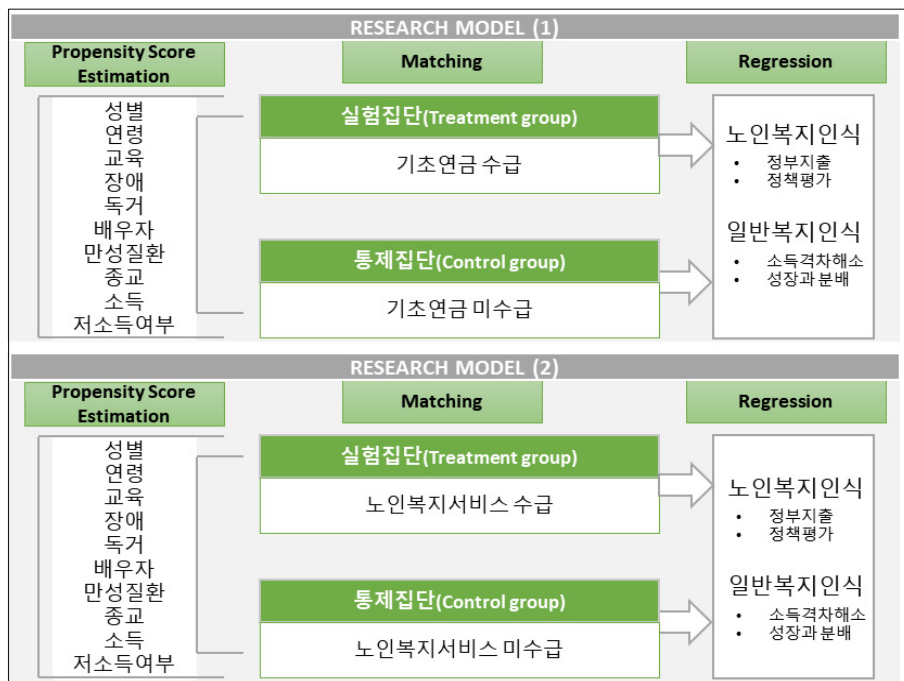 RESEARCH MODEL (1)
Propensity Score
Estimation
Matching
Regression
성별
연령
교육
장애
독거
배우자
만성질환
종교
소득
저소득여부
실험집단(Treatment group)
기초연금 수급
통제집단(Control group)
기초연금 미수급
노인복지인식
• 정부지출
• 정책평가
일반복지인식
• 소득격차해소
• 성장과 분배
RESEARCH MODEL (2)
Propensity Score
Estimation
Matching
Regression
성별
연령
교육
장애
독거
배우자
만성질환
종교
소득
저소득여부
실험집단(Treatment group)
노인복지서비스 수급
통제집단(Control group)
노인복지서비스 미수급
노인복지인식
• 정부지출
• 정책평가
일반복지인식
• 소득격차해소
• 성장과 분배